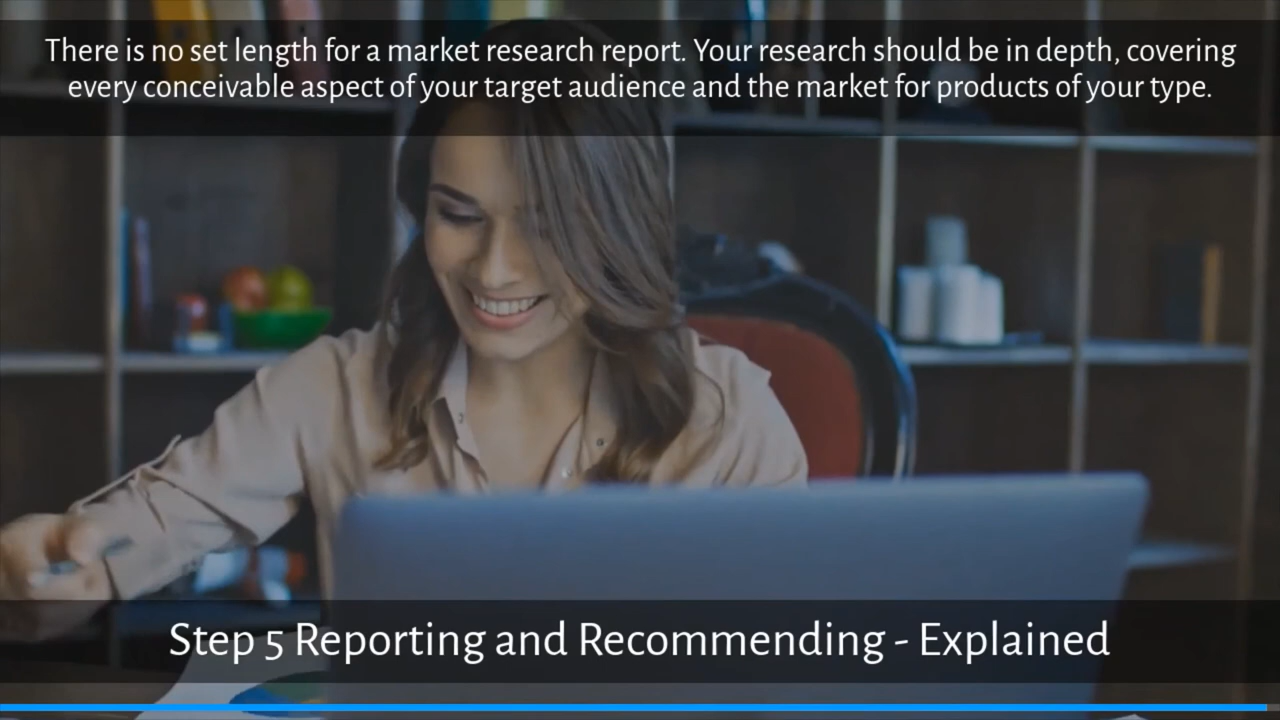 There is no set length for a market research report. Your research should be in depth, covering
every conceivable aspect of your target audience and the market for products of your type.
Step 5 Reporting and Recommending - Explained